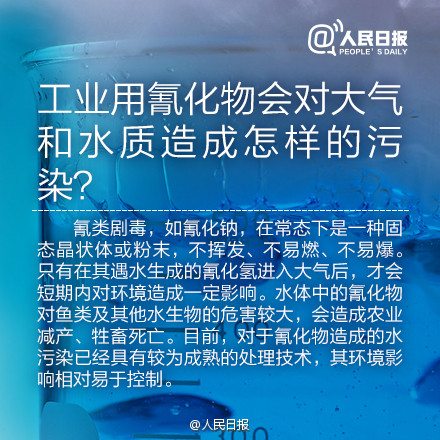 @人民日报
PEOPLE'S DAILY
工业用氰化物会对大气
和水质造成怎样的污
染?
氰类剧毒，如氰化钠，在常态下是一种固
态晶状体或粉末，不挥发、不易燃、不易爆。
只有在其遇水生成的氰化氢进入大气后，才会
短期内对环境造成一定影响。水体中的氰化物
对鱼类及其他水生物的危害较大，会造成农业
减产、牲畜死亡。目前，对于氰化物造成的水
污染已经具有较为成熟的处理技术，其环境影
响相对易于控制。
400
300
@人民日报